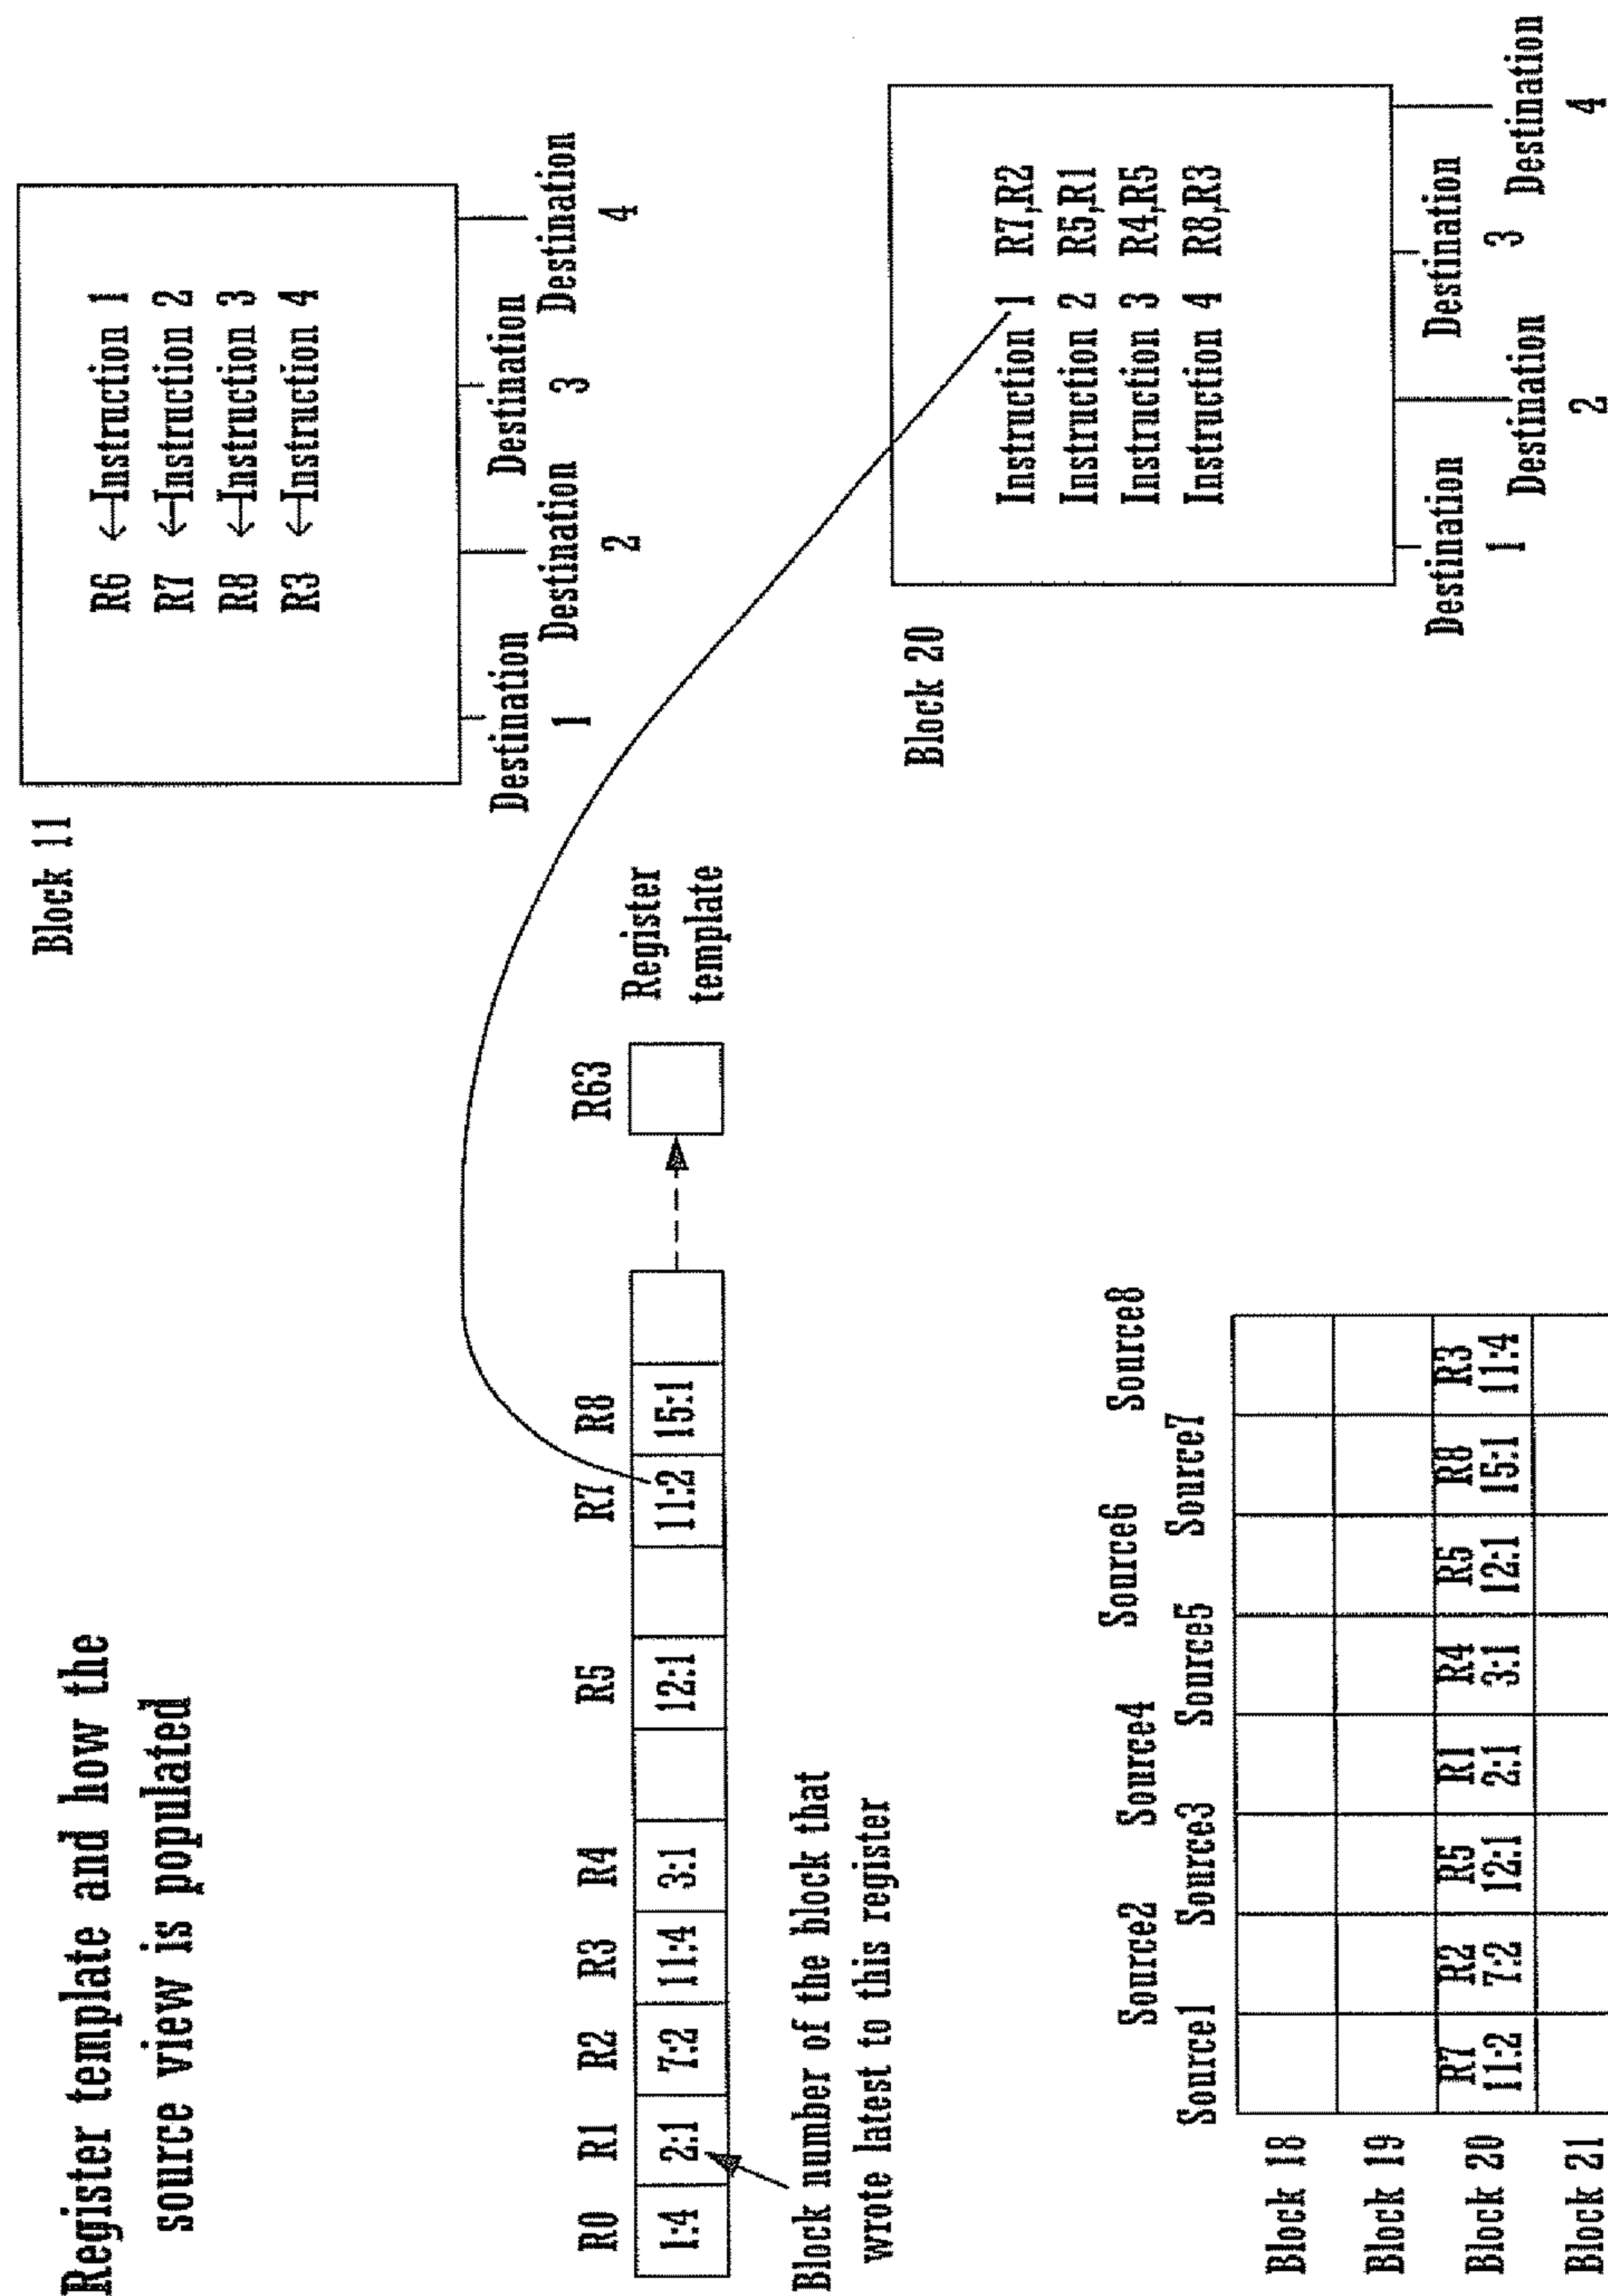 Register template and how the
source view is populated
Block 11
R6 ←Instruction 1
R7 ←Instruction 2
R8 ←Instruction 3
R3 ←Instruction 4
Destination
1
Destination
2
Destination
3
Destination
4
R0 R1 R2 R3 R4 R5 R7 R8 R63
1:4 2:1 7:2 11:4 3:1 12:1 11:2 15:1
Register
template
Block number of the block that
wrote latest to this register
Block 20
Instruction 1 R7,R2
Instruction 2 R5,R1
Instruction 3 R4,R5
Instruction 4 R8,R3
Destination
1
Destination
2
Destination
3
Destination
4
Source1 Source2 Source3 Source4 Source5 Source6 Source7 Source8
Block 18
Block 19
Block 20
R7 R2 R5 R1 R4 R5 R8 R3
11:2 7:2 12:1 2:1 3:1 12:1 15:1 11:4
Block 21